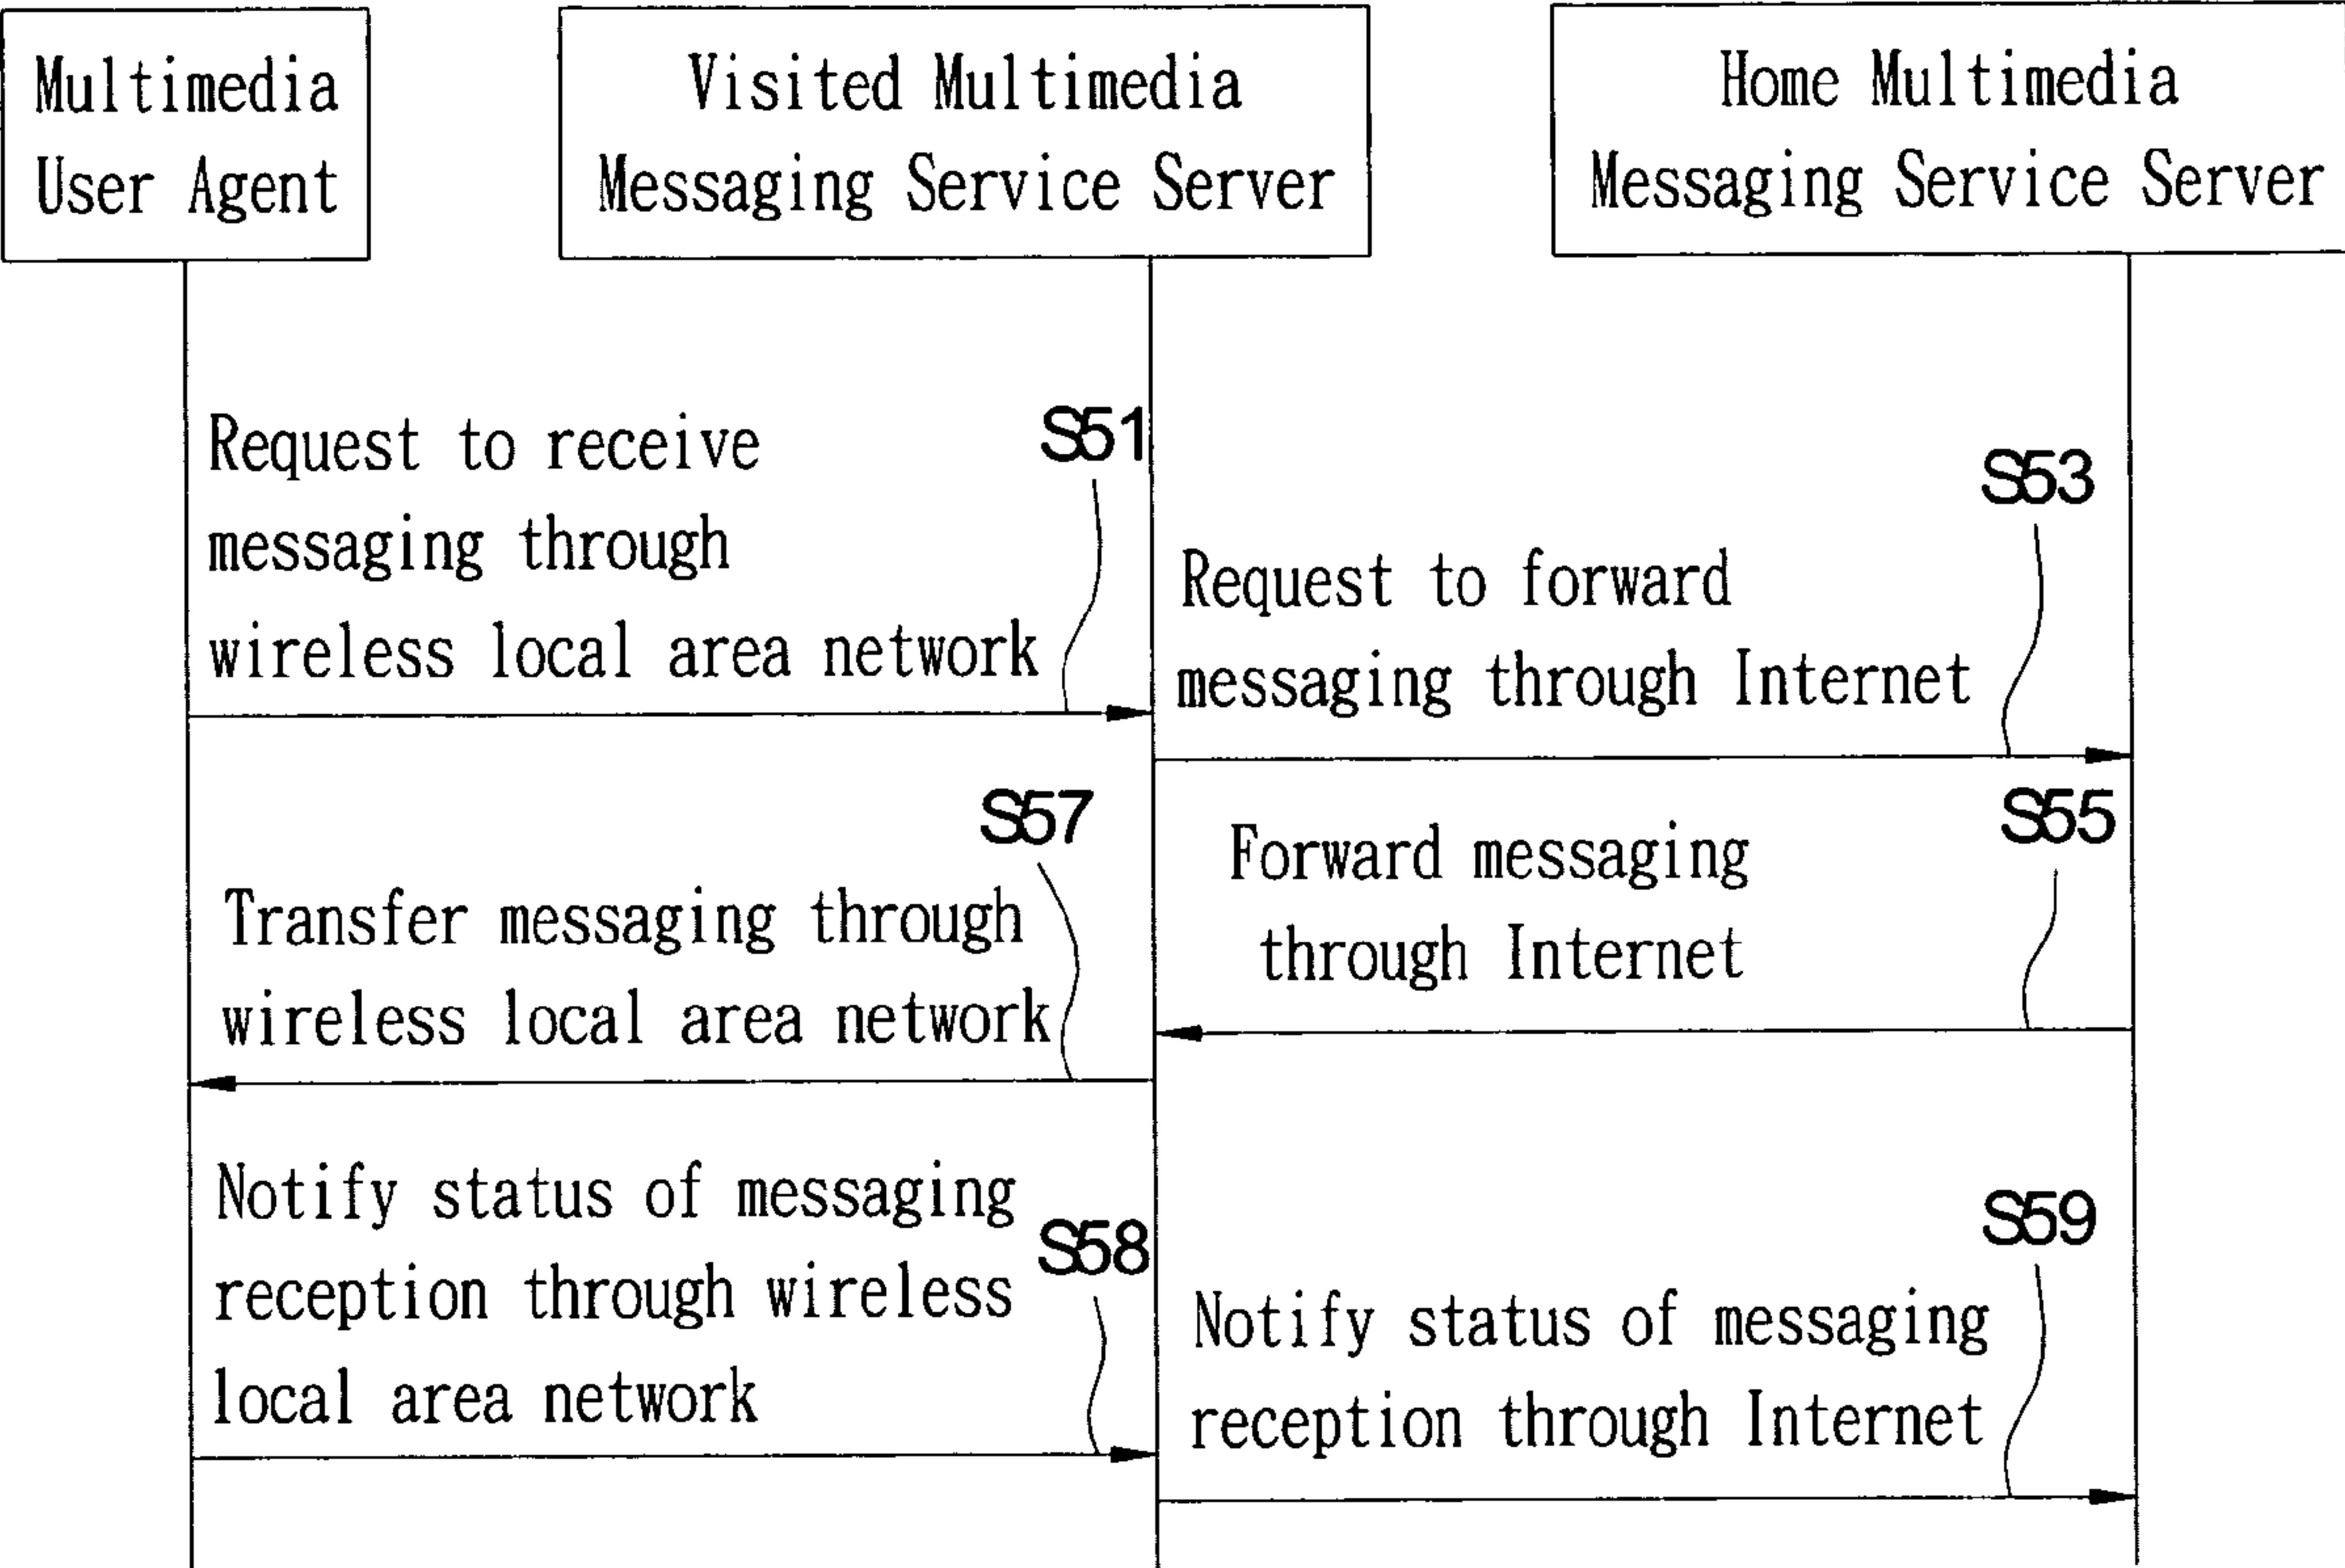 Multimedia
User Agent
Visited Multimedia
Messaging Service Server
Home Multimedia
Messaging Service Server
Request to receive
messaging through
wireless local area network
S51
Request to forward
messaging through Internet
S53
Forward messaging
through Internet
S55
Transfer messaging through
wireless local area network
S57
Notify status of messaging
reception through wireless
local area network
S58
Notify status of messaging
reception through Internet
S59